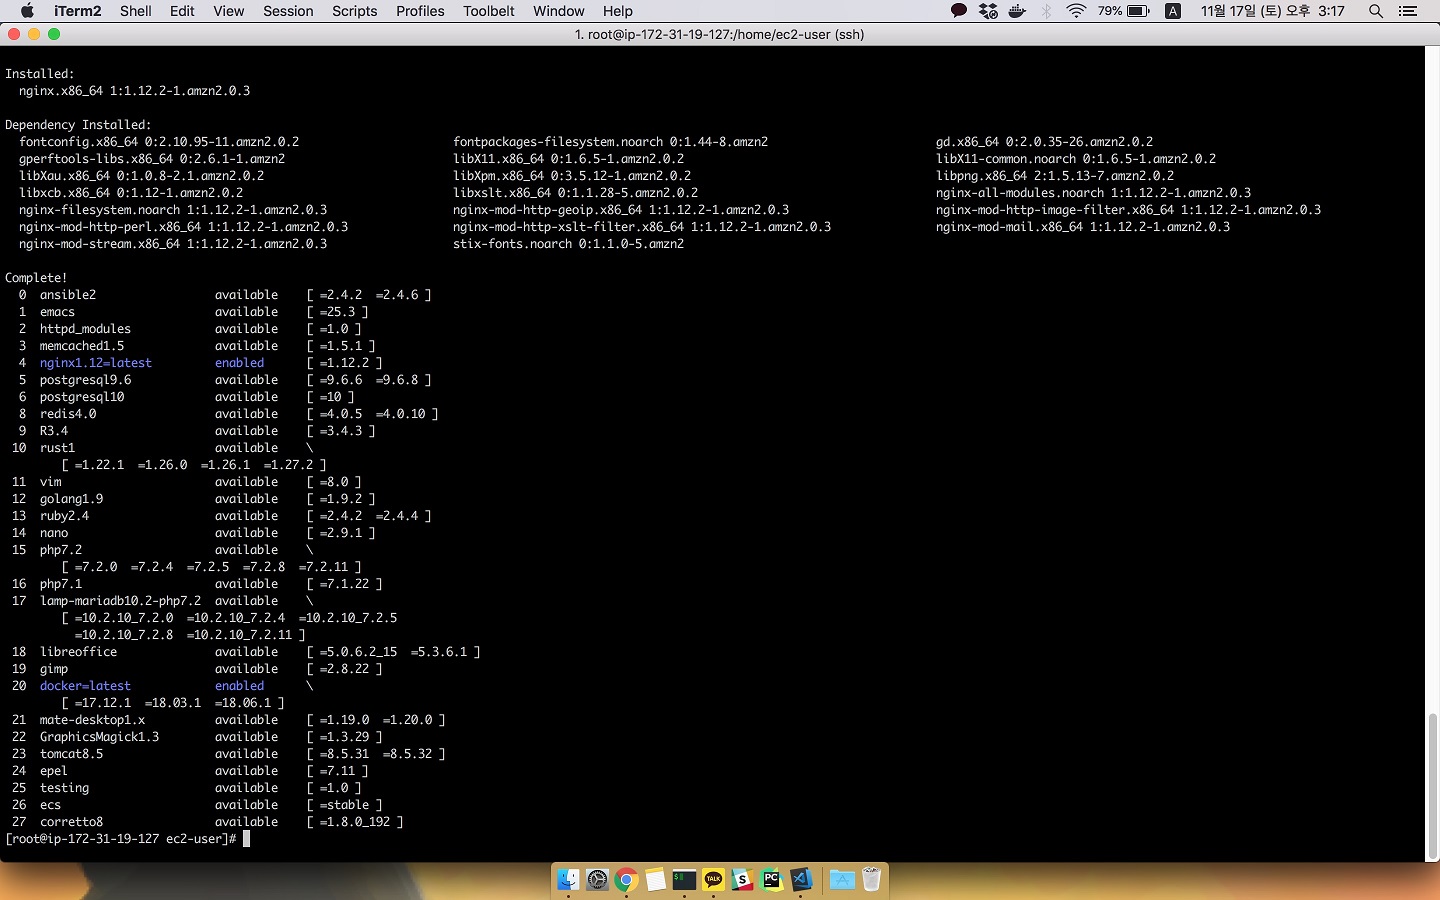 iTerm2 Shell Edit View Session Scripts Profiles Toolbelt Window Help 79% A 11월 17일 (토) 오후 3:17
1. root@ip-172-31-19-127:/home/ec2-user (ssh)
Installed:
nginx.x86_64 1:1.12.2-1.amzn2.0.3
Dependency Installed:
fontconfig.x86_64 0:2.10.95-11.amzn2.0.2 fontpackages-filesystem.noarch 0:1.44-8.amzn2 gd.x86_64 0:2.0.35-26.amzn2.0.2
gperftools-libs.x86_64 0:2.6.1-1.amzn2 libX11.x86_64 0:1.6.5-1.amzn2.0.2 libX11-common.noarch 0:1.6.5-1.amzn2.0.2
libXau.x86_64 0:1.0.8-2.1.amzn2.0.2 libXpm.x86_64 0:3.5.12-1.amzn2.0.2 libpng.x86_64 2:1.5.13-7.amzn2.0.2
libxcb.x86_64 0:1.12-1.amzn2.0.2 libxslt.x86_64 0:1.1.28-5.amzn2.0.2 nginx-all-modules.noarch 1:1.12.2-1.amzn2.0.3
nginx-filesystem.noarch 1:1.12.2-1.amzn2.0.3 nginx-mod-http-geoip.x86_64 1:1.12.2-1.amzn2.0.3 nginx-mod-http-image-filter.x86_64 1:1.12.2-1.amzn2.0.3
nginx-mod-http-perl.x86_64 1:1.12.2-1.amzn2.0.3 nginx-mod-http-xslt-filter.x86_64 1:1.12.2-1.amzn2.0.3 nginx-mod-mail.x86_64 1:1.12.2-1.amzn2.0.3
nginx-mod-stream.x86_64 1:1.12.2-1.amzn2.0.3 stix-fonts.noarch 0:1.1.0-5.amzn2
Complete!
0 ansible2 available [ =2.4.2 =2.4.6 ]
1 emacs available [ =25.3 ]
2 httpd_modules available [ =1.0 ]
3 memcached1.5 available [ =1.5.1 ]
4 nginx1.12=latest enabled [ =1.12.2 ]
5 postgresql9.6 available [ =9.6.6 =9.6.8 ]
6 postgresql10 available [ =10 ]
8 redis4.0 available [ =4.0.5 =4.0.10 ]
9 R3.4 available [ =3.4.3 ]
10 rust1 available \
[ =1.22.1 =1.26.0 =1.26.1 =1.27.2 ]
11 vim available [ =8.0 ]
12 golang1.9 available [ =1.9.2 ]
13 ruby2.4 available [ =2.4.2 =2.4.4 ]
14 nano available [ =2.9.1 ]
15 php7.2 available \
[ =7.2.0 =7.2.4 =7.2.5 =7.2.8 =7.2.11 ]
16 php7.1 available [ =7.1.22 ]
17 lamp-mariadb10.2-php7.2 available \
[ =10.2.10_7.2.0 =10.2.10_7.2.4 =10.2.10_7.2.5
=10.2.10_7.2.8 =10.2.10_7.2.11 ]
18 libreoffice available [ =5.0.6.2_15 =5.3.6.1 ]
19 gimp available [ =2.8.22 ]
20 docker=latest enabled \
[ =17.12.1 =18.03.1 =18.06.1 ]
21 mate-desktop1.x available [ =1.19.0 =1.20.0 ]
22 GraphicsMagick1.3 available [ =1.3.29 ]
23 tomcat8.5 available [ =8.5.31 =8.5.32 ]
24 epel available [ =7.11 ]
25 testing available [ =1.0 ]
26 ecs available [ =stable ]
27 corretto8 available [ =1.8.0_192 ]
[root@ip-172-31-19-127 ec2-user]#
TALK S PC